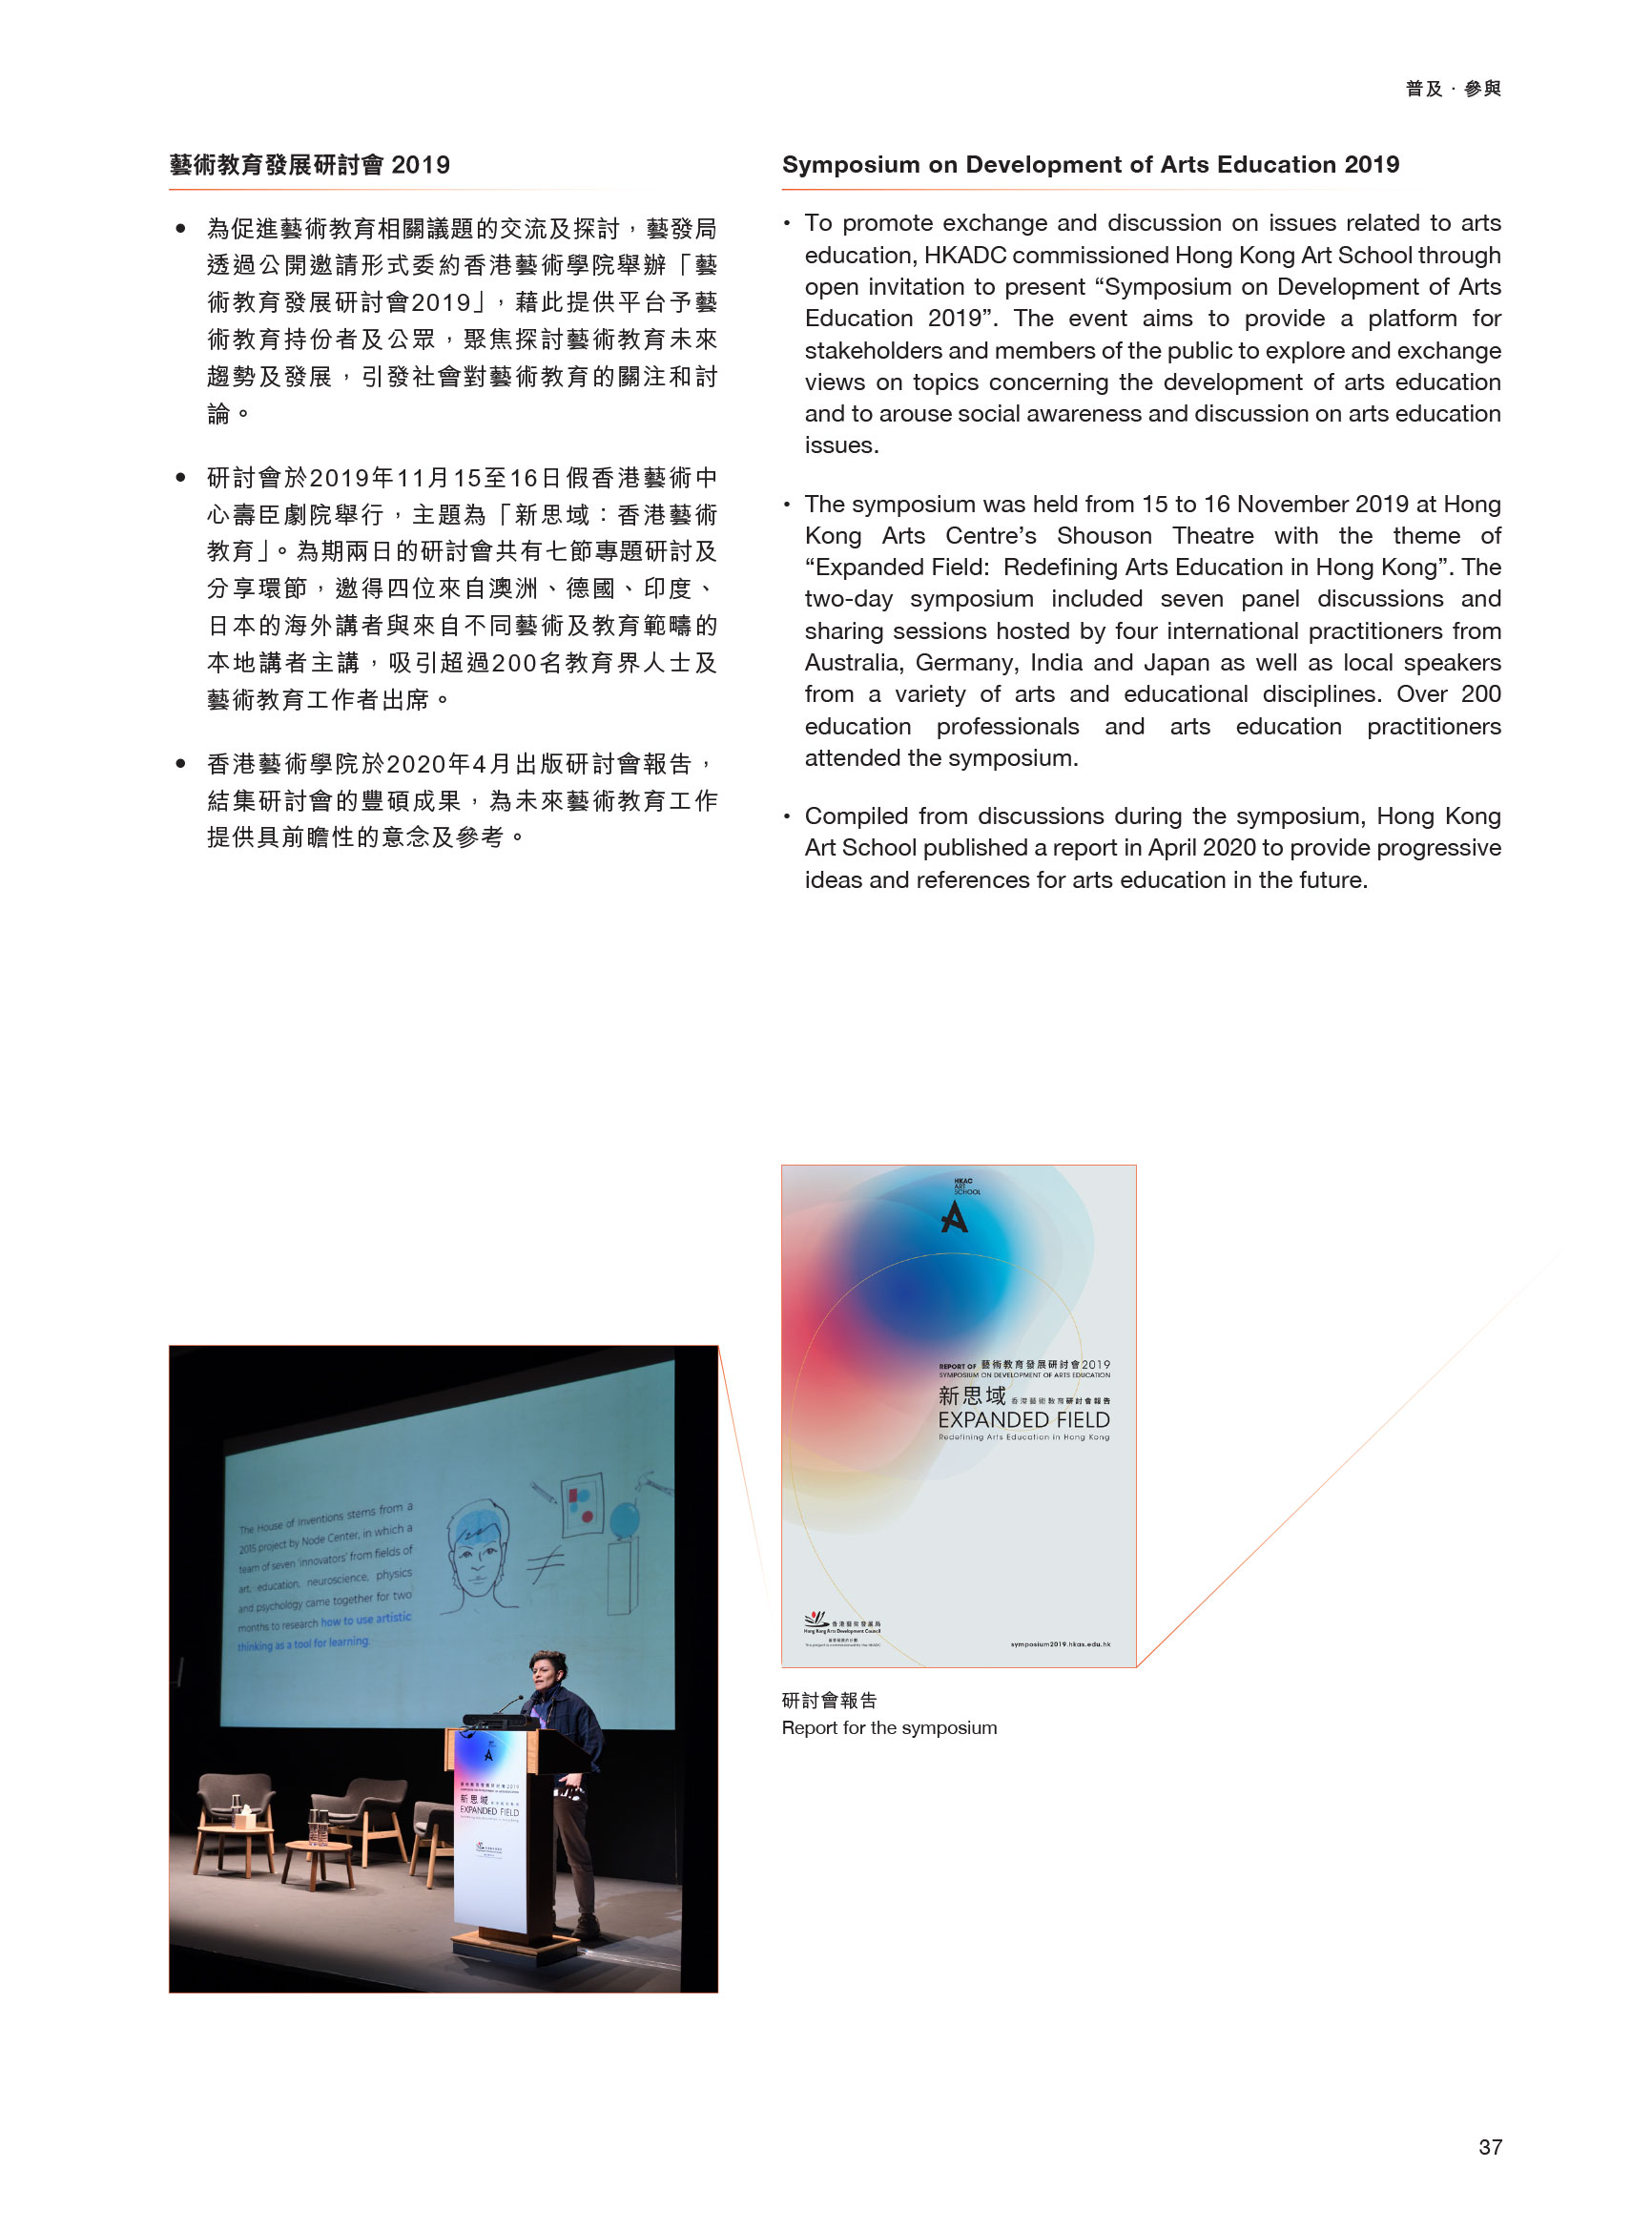 普及．參與
藝術教育發展研討會 2019
● 為促進藝術教育相關議題的交流及探討，藝發局
透過公開邀請形式委約香港藝術學院舉辦「藝
術教育發展研討會2019」，藉此提供平台予藝
術教育持份者及公眾，聚焦探討藝術教育未來
趨勢及發展，引發社會對藝術教育的關注和討
論。
● 研討會於2019年11月15至16日假香港藝術中
心壽臣劇院舉行，主題為「新思域：香港藝術
教育」。為期兩日的研討會共有七節專題研討及
分享環節，邀得四位來自澳洲、德國、印度、
日本的海外講者與來自不同藝術及教育範疇的
本地講者主講，吸引超過200名教育界人士及
藝術教育工作者出席。
● 香港藝術學院於2020年4月出版研討會報告，
結集研討會的豐碩成果，為未來藝術教育工作
提供具前瞻性的意念及參考。
Symposium on Development of Arts Education 2019
• To promote exchange and discussion on issues related to arts
education, HKADC commissioned Hong Kong Art School through
open invitation to present “Symposium on Development of Arts
Education 2019”. The event aims to provide a platform for
stakeholders and members of the public to explore and exchange
views on topics concerning the development of arts education
and to arouse social awareness and discussion on arts education
issues.
• The symposium was held from 15 to 16 November 2019 at Hong
Kong Arts Centre’s Shouson Theatre with the theme of
“Expanded Field: Redefining Arts Education in Hong Kong”. The
two-day symposium included seven panel discussions and
sharing sessions hosted by four international practitioners from
Australia, Germany, India and Japan as well as local speakers
from a variety of arts and educational disciplines. Over 200
education professionals and arts education practitioners
attended the symposium.
• Compiled from discussions during the symposium, Hong Kong
Art School published a report in April 2020 to provide progressive
ideas and references for arts education in the future.
The House of Inventions stems from a
2015 project by Node Center, in which a
team of seven 'innovators' from fields of
art, education, neuroscience, physics
and psychology came together for two
months to research how to use artistic
thinking as a tool for learning.
藝術教育發展研討會2019
新思域
EXPANDED FIELD
HKAC
ART
SCHOOL
REPORT OF 藝術教育發展研討會2019
SYMPOSIUM ON DEVELOPMENT OF ARTS EDUCATION
新思域 香港藝術教育研討會報告
EXPANDED FIELD
Redefining Arts Education in Hong Kong
香港藝術發展局
Hong Kong Arts Development Council
symposium2019.hkas.edu.hk
研討會報告
Report for the symposium
37